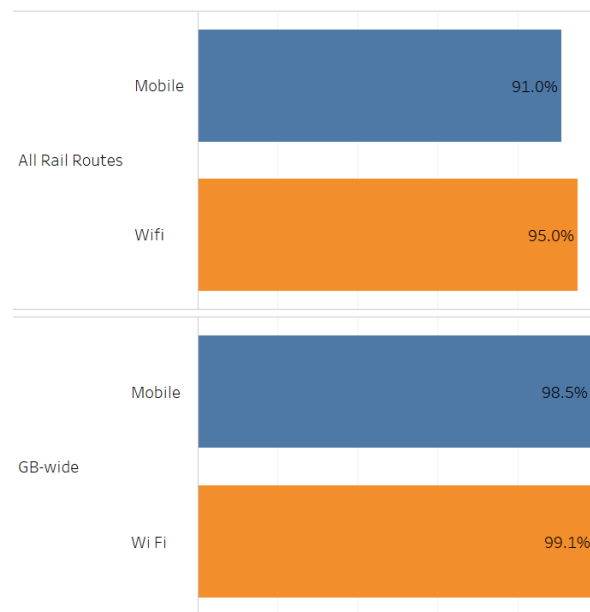 Mobile
91.0%
All Rail Routes
Wifi
95.0%
Mobile
98.5%
GB-wide
Wi Fi
99.1%